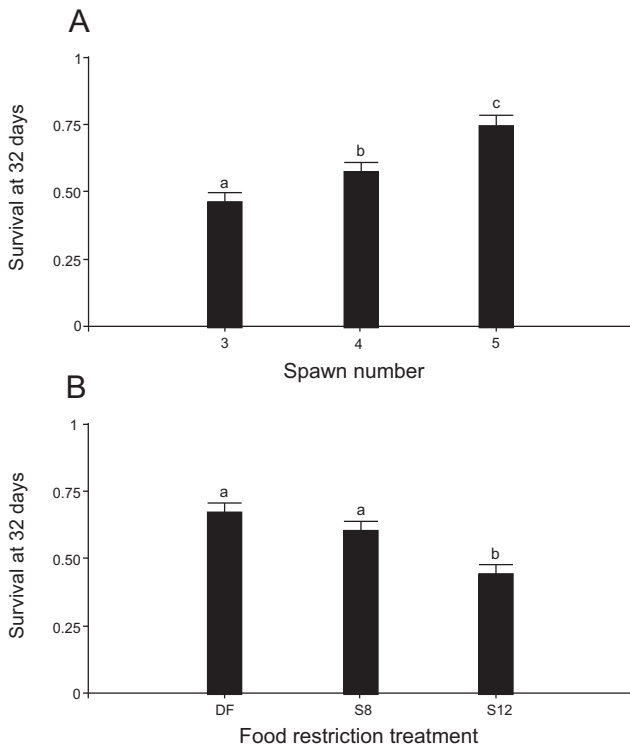 A
Survival at 32 days
1
0.75
0.50
0.25
0
a
b
c
3
4
5
Spawn number
B
Survival at 32 days
1
0.75
0.50
0.25
0
a
a
b
DF
S8
S12
Food restriction treatment